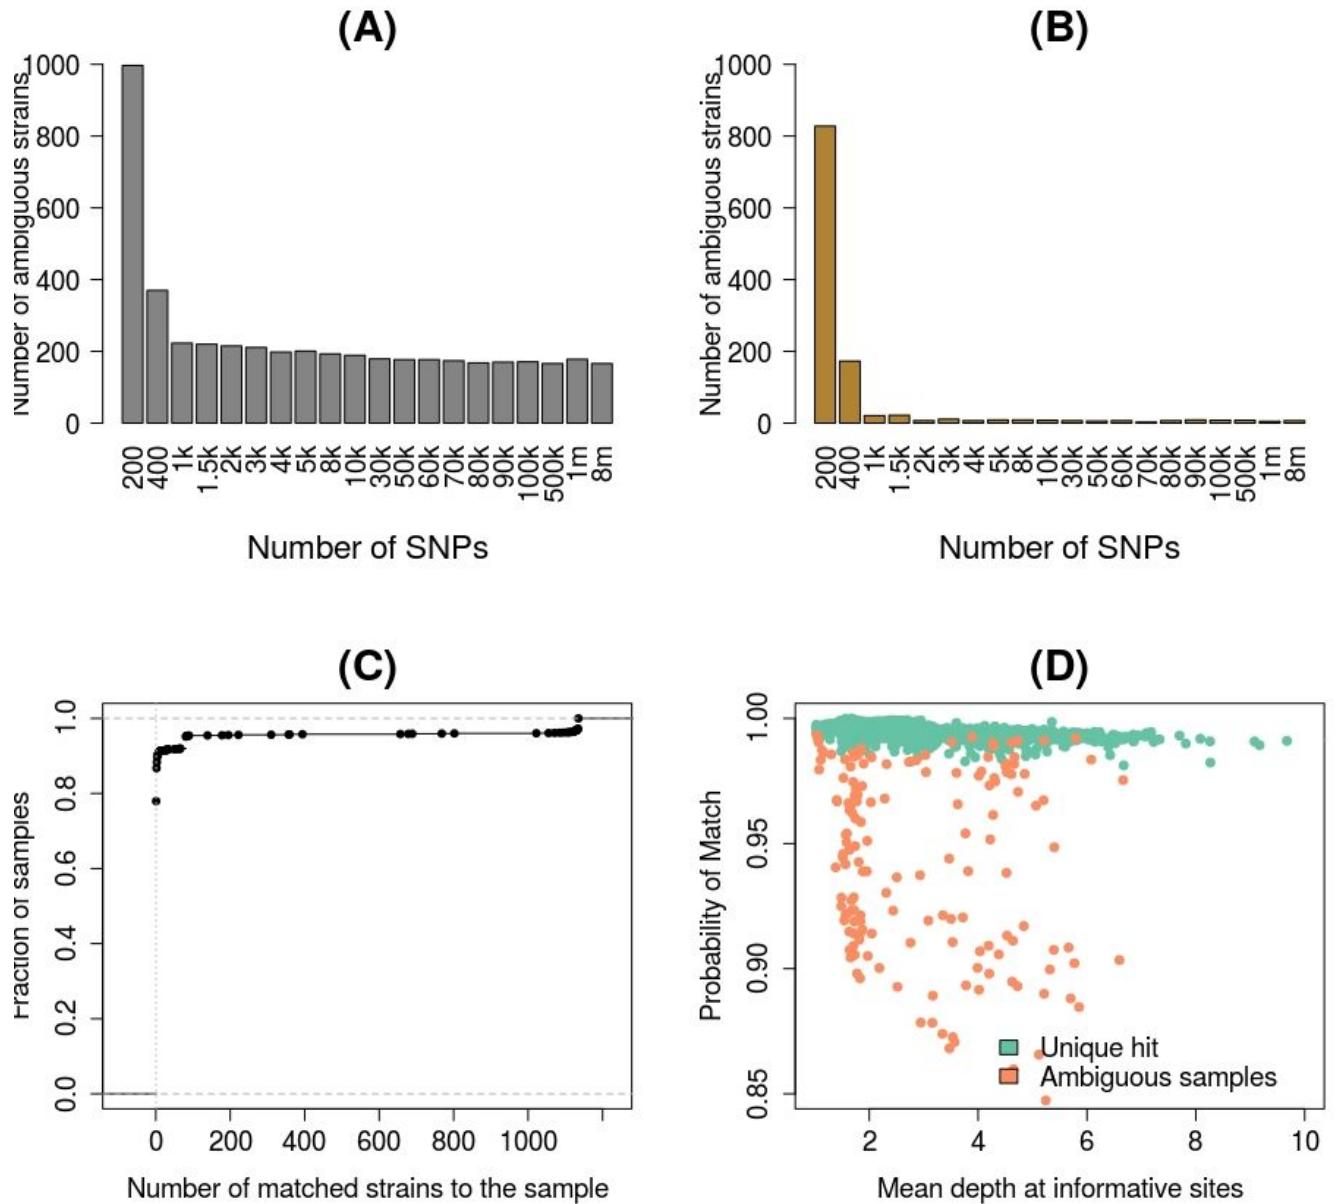 (A)
Number of ambiguous strains
1000
800
600
400
200
0
200 400 1k 1.5k 2k 3k 4k 5k 8k 10k 30k 50k 60k 70k 80k 90k 100k 500k 1m 8m
Number of SNPs
(B)
Number of ambiguous strains
1000
800
600
400
200
0
200 400 1k 1.5k 2k 3k 4k 5k 8k 10k 30k 50k 60k 70k 80k 90k 100k 500k 1m 8m
Number of SNPs
(C)
Fraction of samples
1.0
0.8
0.6
0.4
0.2
0.0
0 200 400 600 800 1000
Number of matched strains to the sample
(D)
Probability of Match
1.00
0.95
0.90
0.85
Unique hit
Ambiguous samples
2 4 6 8 10
Mean depth at informative sites